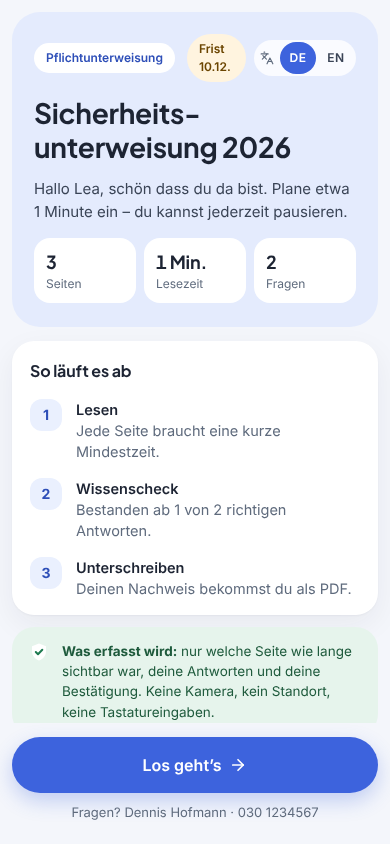 Pflichtunterweisung
Frist
10.12.
DE
EN
Sicherheits-
unterweisung 2026
Hallo Lea, schön dass du da bist. Plane etwa
1 Minute ein – du kannst jederzeit pausieren.
3
Seiten
1 Min.
Lesezeit
2
Fragen
So läuft es ab
1
Lesen
Jede Seite braucht eine kurze
Mindestzeit.
2
Wissenscheck
Bestanden ab 1 von 2 richtigen
Antworten.
3
Unterschreiben
Deinen Nachweis bekommst du als PDF.
Was erfasst wird: nur welche Seite wie lange
sichtbar war, deine Antworten und deine
Bestätigung. Keine Kamera, kein Standort,
keine Tastatureingaben.
Los geht’s
Fragen? Dennis Hofmann · 030 1234567